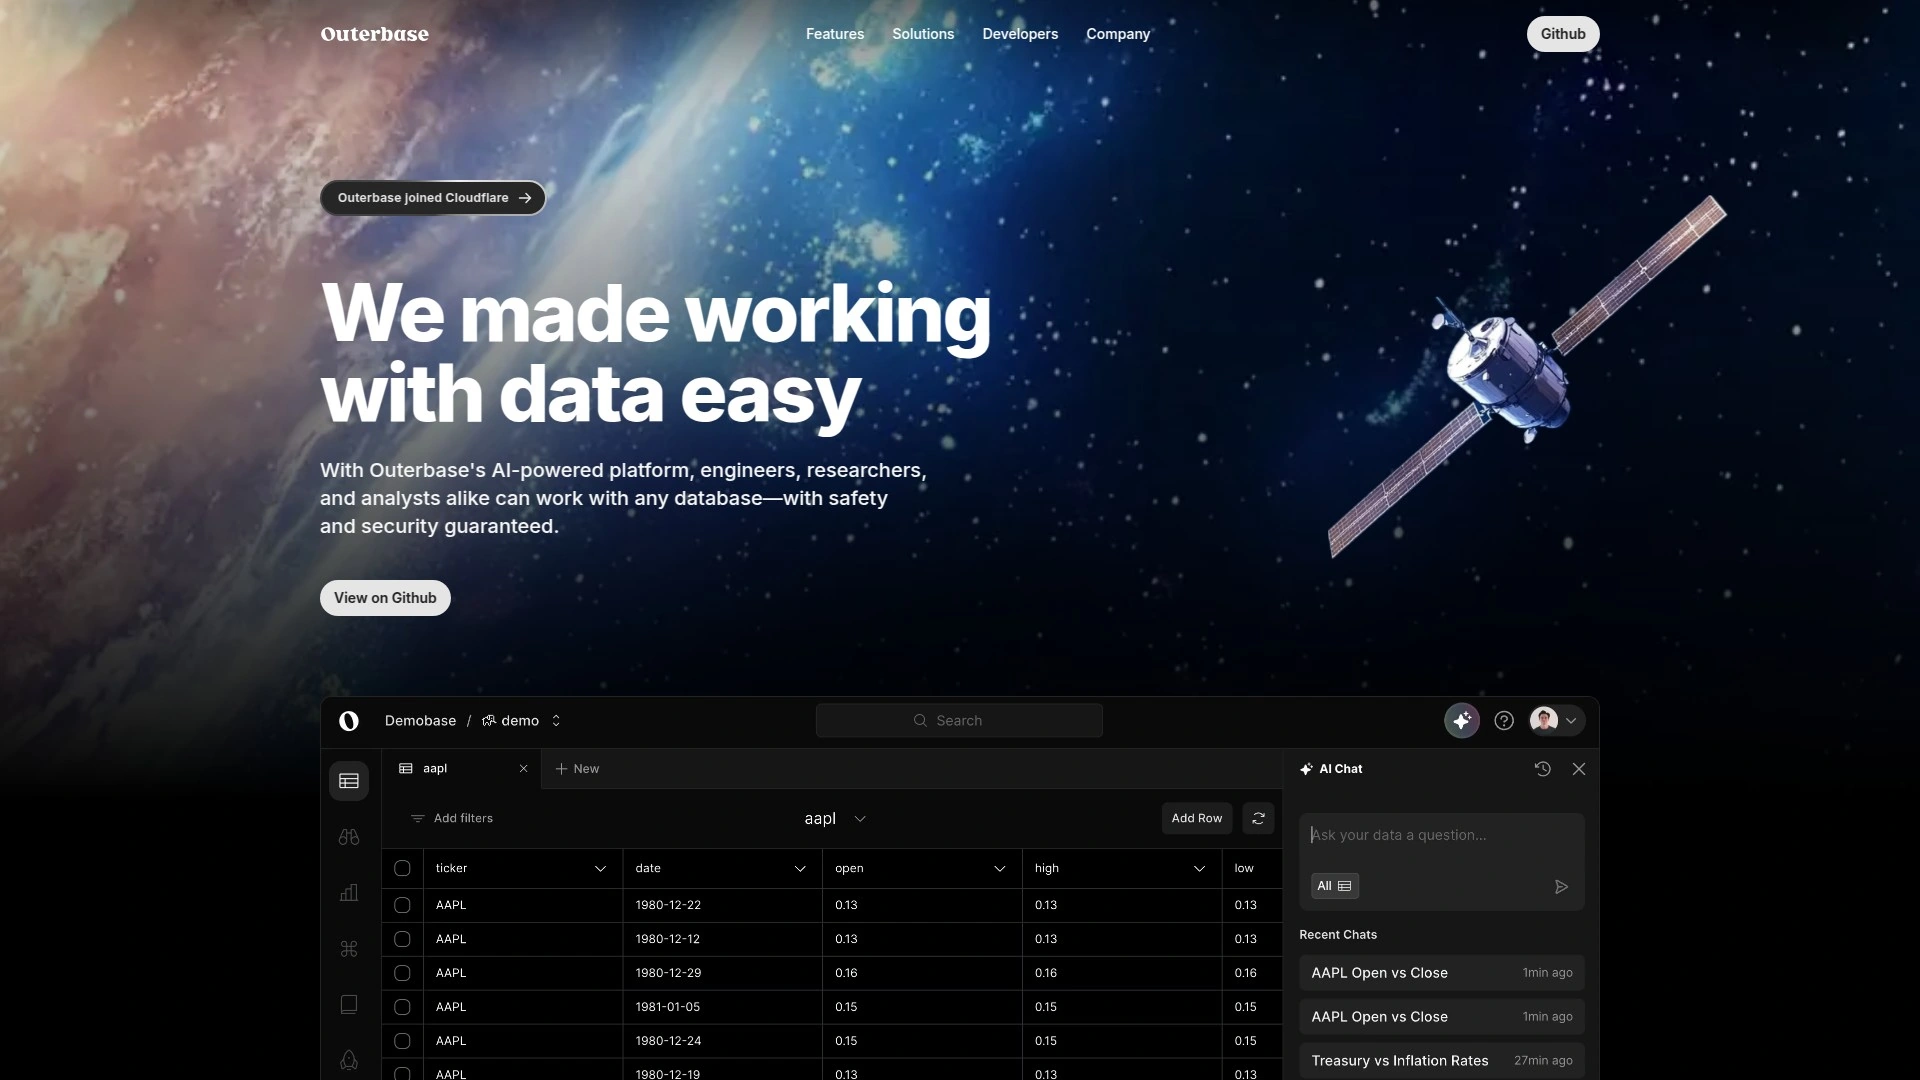 Outerbase
Features Solutions Developers Company
Github
Outerbase joined Cloudflare
We made working
with data easy
With Outerbase's AI-powered platform, engineers, researchers,
and analysts alike can work with any database—with safety
and security guaranteed.
View on Github
Demobase / demo
Search
aapl
New
AI Chat
Add filters
aapl
Add Row
Ask your data a question...
All
ticker date open high low
AAPL 1980-12-22 0.13 0.13 0.13
AAPL 1980-12-12 0.13 0.13 0.13
AAPL 1980-12-29 0.16 0.16 0.16
AAPL 1981-01-05 0.15 0.15 0.15
AAPL 1980-12-24 0.15 0.15 0.15
AAPL 1980-12-19 0.13 0.13 0.13
Recent Chats
AAPL Open vs Close 1min ago
AAPL Open vs Close 1min ago
Treasury vs Inflation Rates 27min ago